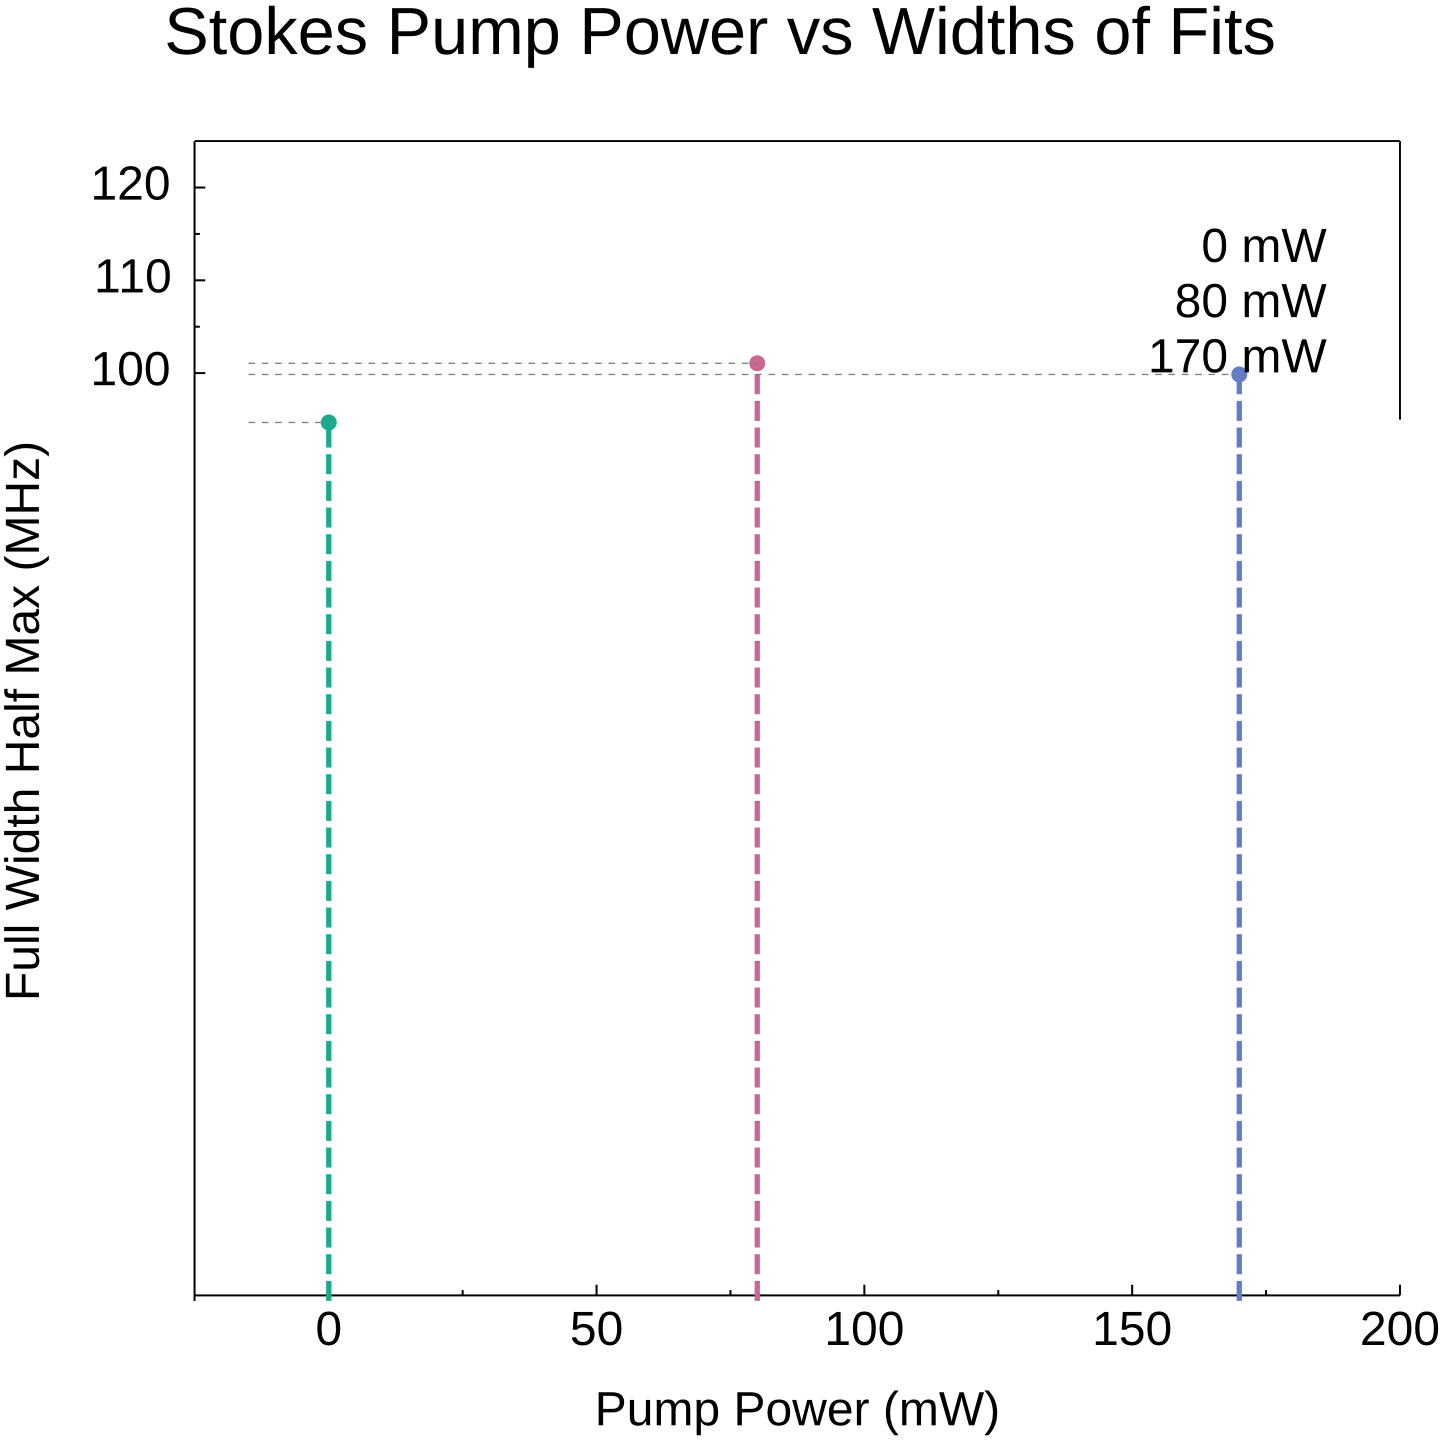 Stokes Pump Power vs Widths of Fits
120
110
100
0 mW
80 mW
170 mW
Full Width Half Max (MHz)
0
50
100
150
200
Pump Power (mW)